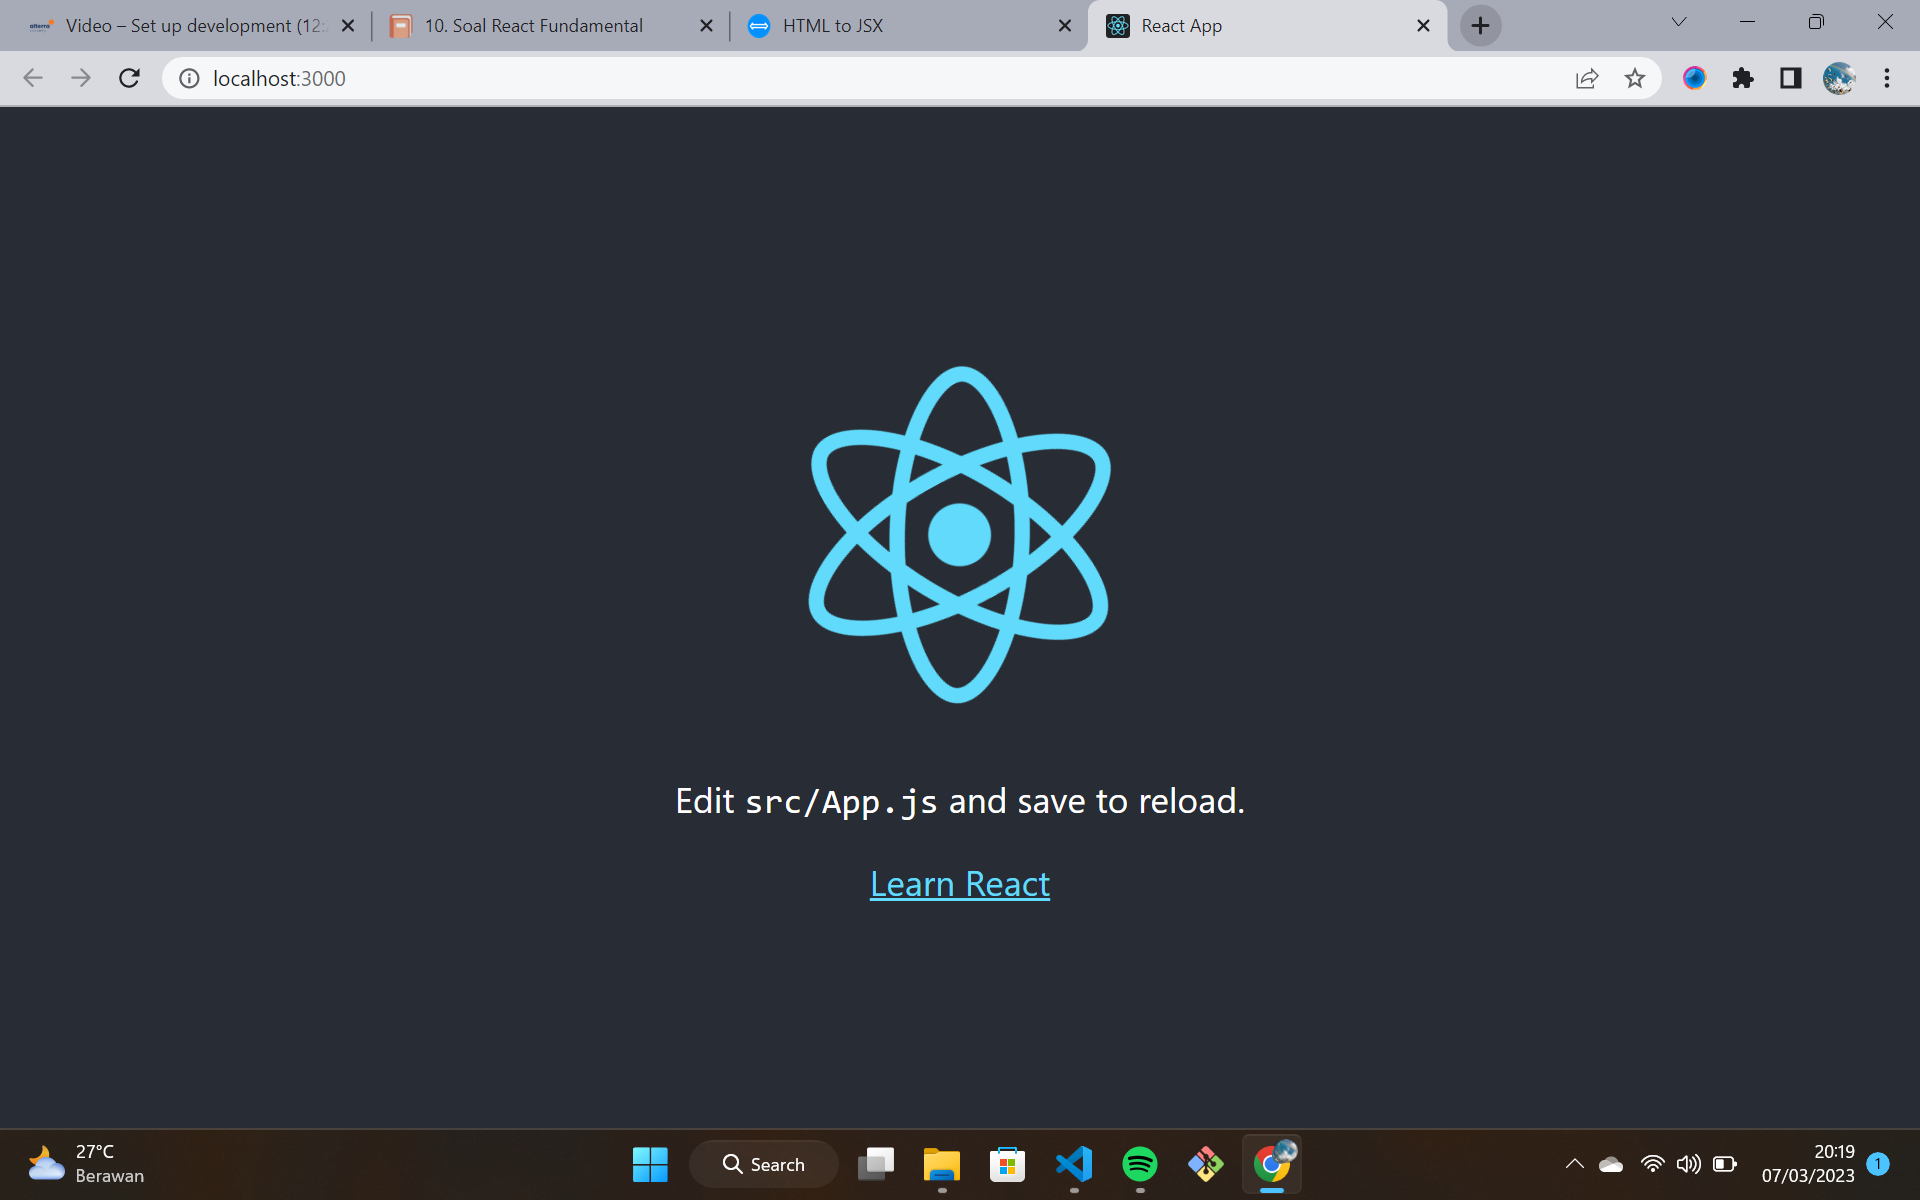 Video – Set up development (12:
10. Soal React Fundamental
HTML to JSX
React App
localhost:3000
Edit src/App.js and save to reload.
Learn React
27°C
Berawan
Search
20:19
07/03/2023
1